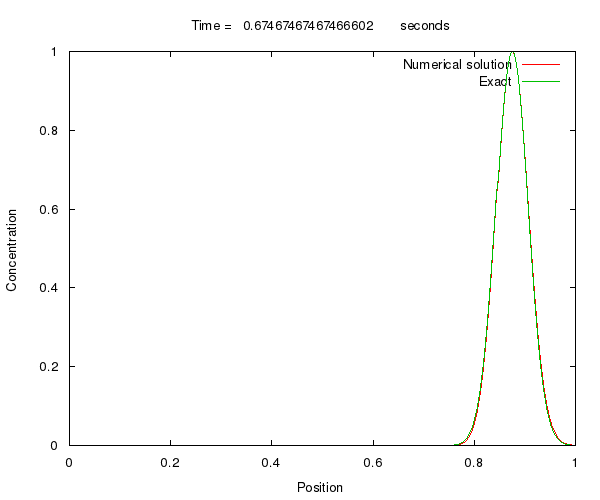 Time = 0.67467467467466602 seconds
Numerical solution
Exact
1
0.8
0.6
0.4
0.2
0
Concentration
0 0.2 0.4 0.6 0.8 1
Position